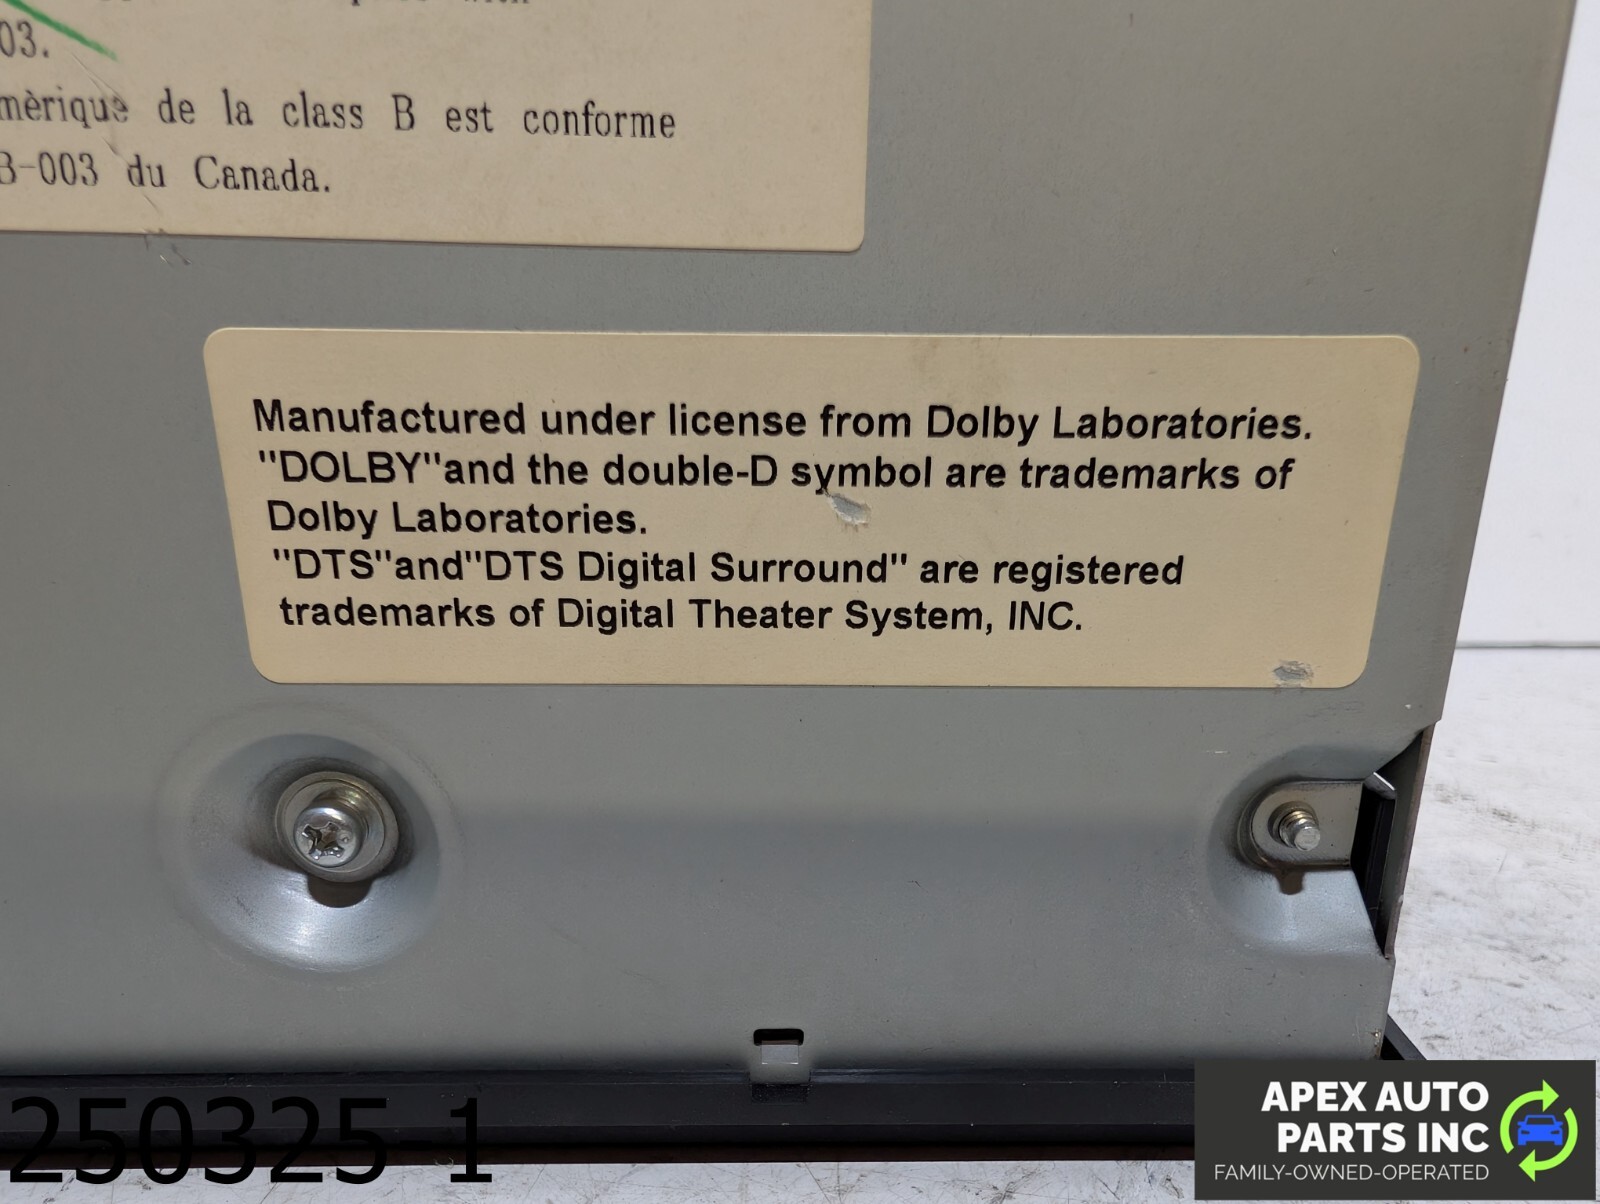 with
03.
mèrique de la class B est conforme
B-003 du Canada.
Manufactured under license from Dolby Laboratories.
"DOLBY"and the double-D symbol are trademarks of
Dolby Laboratories.
"DTS"and"DTS Digital Surround" are registered
trademarks of Digital Theater System, INC.
250325-1
APEX AUTO
PARTS INC
FAMILY-OWNED-OPERATED